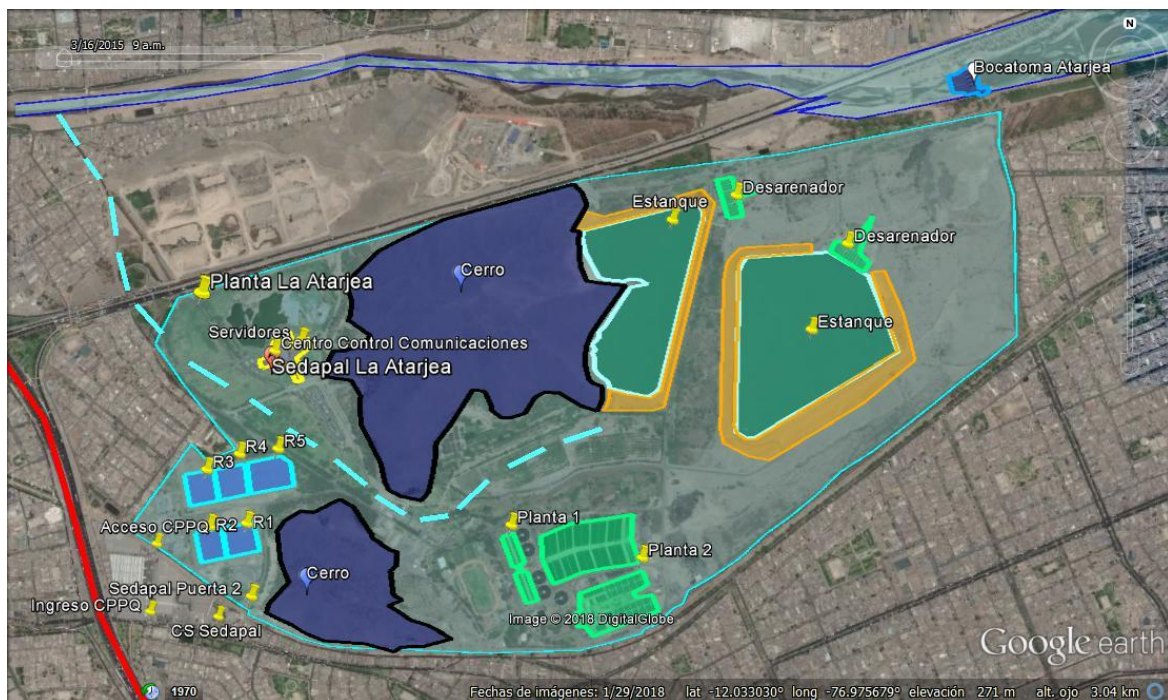 3/16/2015 9 a.m.
N
Bocatoma Atarjea
Desarenador
Estanque
Desarenador
Cerro
Planta La Atarjea
Estanque
Servidores
Centro Control Comunicaciones
Sedapal La Atarjea
R4
R5
R3
R2
R1
Acceso CPPQ
Planta 1
Planta 2
Cerro
Sedapal Puerta 2
Ingreso CPPQ
CS Sedapal
Image © 2018 DigitalGlobe
Google earth
1970
Fechas de imágenes: 1/29/2018 lat -12.033030° long -76.975679° elevación 271 m alt. ojo 3.04 km